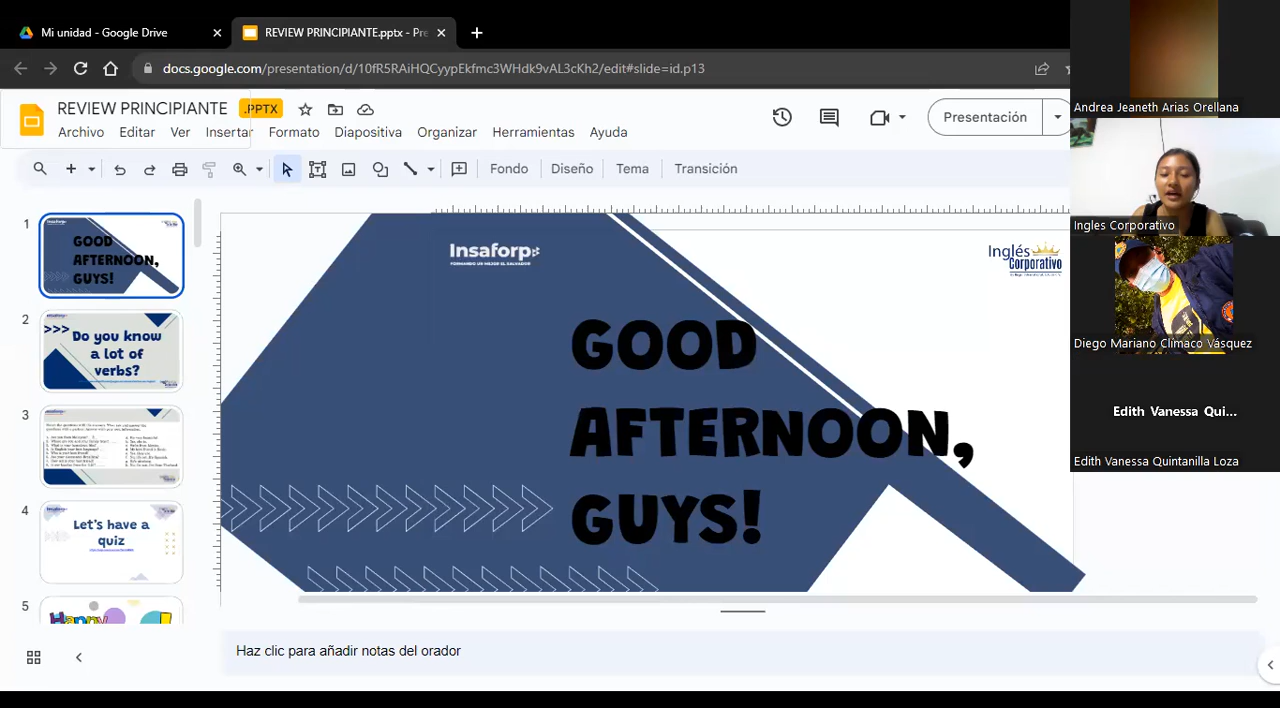 Mi unidad - Google Drive
REVIEW PRINCIPIANTE.pptx - Pre
docs.google.com/presentation/d/10fR5RAiHQCyypEkfmc3WHdk9vAL3cKh2/edit#slide=id.p13
REVIEW PRINCIPIANTE .PPTX
Archivo Editar Ver Insertar Formato Diapositiva Organizar Herramientas Ayuda
Presentación
Fondo Diseño Tema Transición
1
GOOD
AFTERNOON,
GUYS!
2
>>> Do you know
a lot of
verbs?
3
4
Let's have a
quiz
5
Happy
Insaforp
FORMANDO UN MEJOR EL SALVADOR
Inglés
Corporativo
GOOD
AFTERNOON,
GUYS!
Haz clic para añadir notas del orador
Andrea Jeaneth Arias Orellana
Ingles Corporativo
Diego Mariano Clímaco Vásquez
Edith Vanessa Qui...
Edith Vanessa Quintanilla Loza